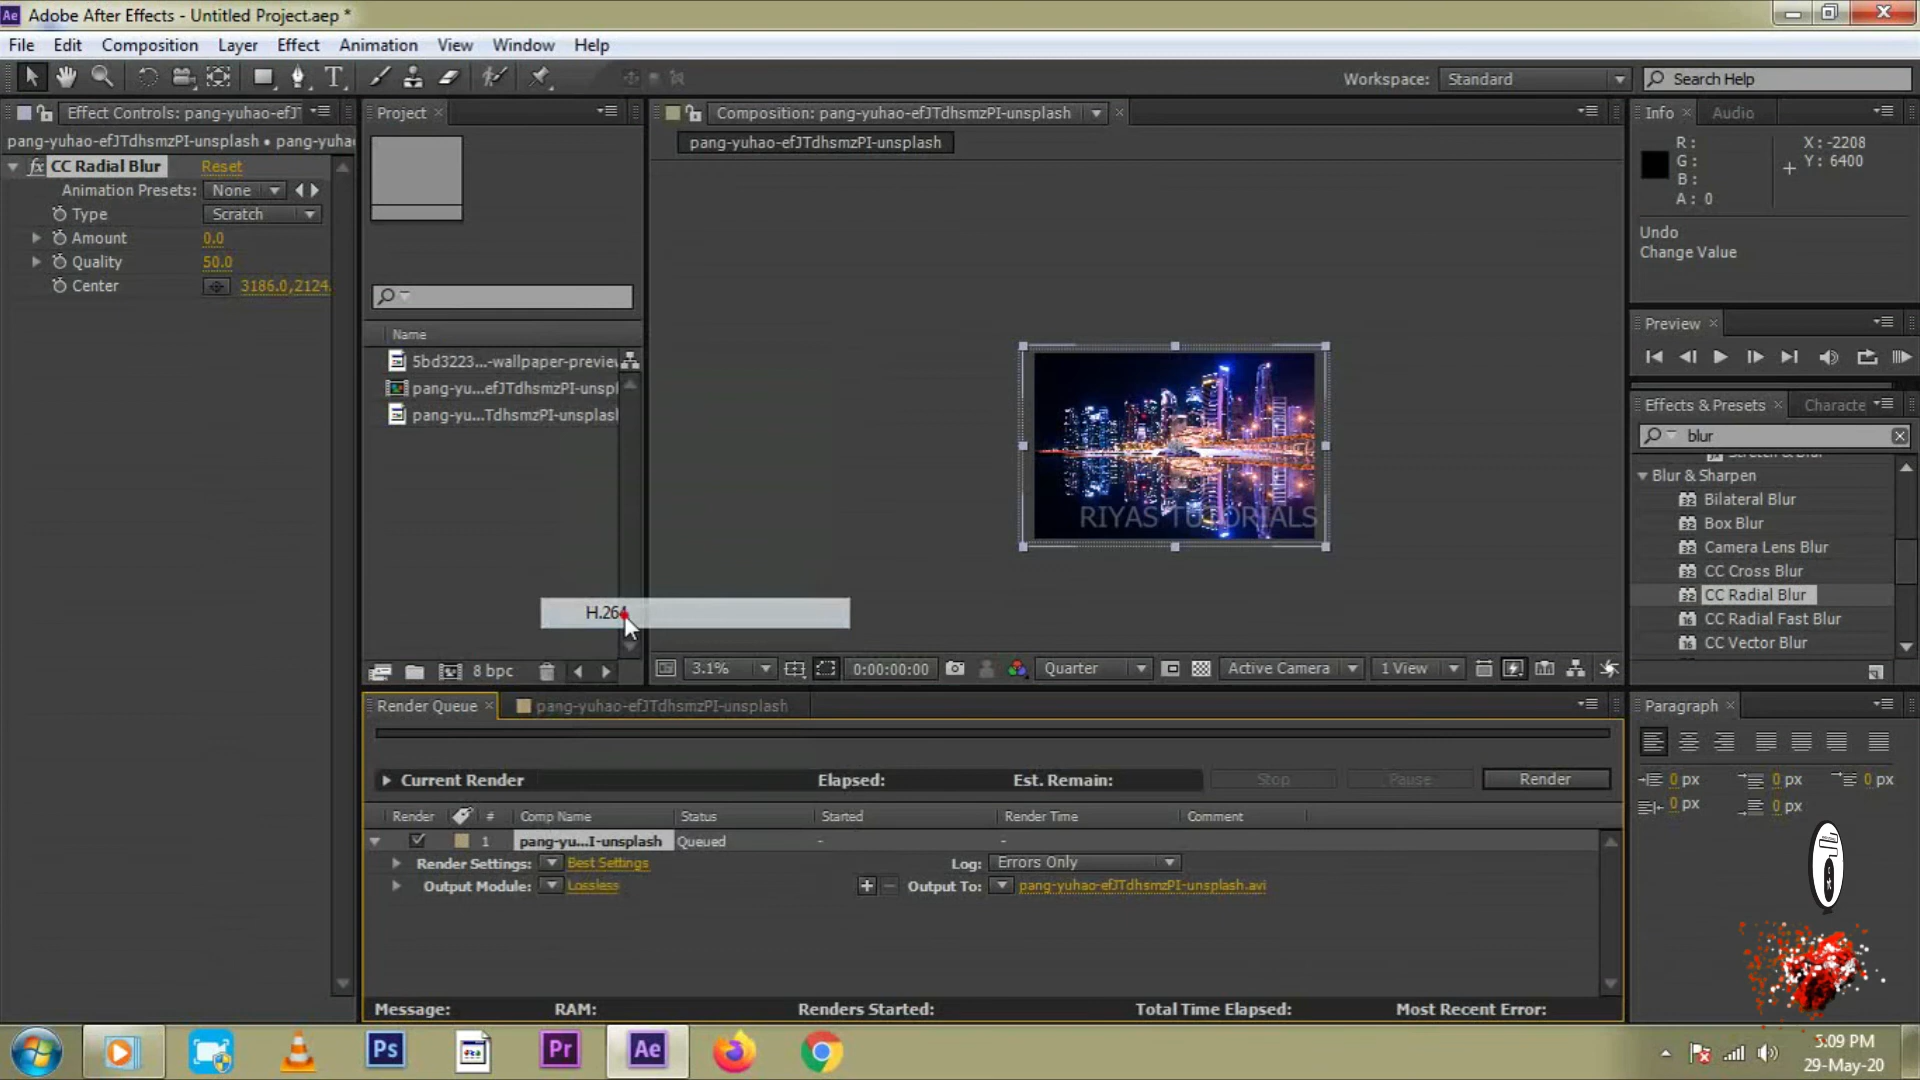 Adobe After Effects - Untitled Project.aep *
File Edit Composition Layer Effect Animation View Window Help
Workspace: Standard Search Help
Effect Controls: pang-yuhao-efJT
pang-yuhao-efJTdhsmzPI-unsplash • pang-yuha
fx CC Radial Blur Reset
Animation Presets: None
Type Scratch
Amount 0.0
Quality 50.0
Center 3186.0,2124.
Project
Name
5bd3223...-wallpaper-preview
pang-yu...efJTdhsmzPI-unspl
pang-yu...TdhsmzPI-unsplash
H.264
8 bpc
Composition: pang-yuhao-efJTdhsmzPI-unsplash
pang-yuhao-efJTdhsmzPI-unsplash
RIYAS TUTORIALS
3.1% 0:00:00:00 Quarter Active Camera 1 View
Info Audio
R: X: -2208
G: Y: 6400
B:
A: 0
Undo
Change Value
Preview
Effects & Presets Characte
blur
Blur & Sharpen
Bilateral Blur
Box Blur
Camera Lens Blur
CC Cross Blur
CC Radial Blur
CC Radial Fast Blur
CC Vector Blur
Render Queue pang-yuhao-efJTdhsmzPI-unsplash
Current Render Elapsed: Est. Remain: Stop Pause Render
Render # Comp Name Status Started Render Time Comment
1 pang-yu...I-unsplash Queued - -
Render Settings: Best Settings Log: Errors Only
Output Module: Lossless Output To: pang-yuhao-efJTdhsmzPI-unsplash.avi
Message: RAM: Renders Started: Total Time Elapsed: Most Recent Error:
Paragraph
0 px 0 px 0 px
0 px 0 px
Ps Pr Ae
5:09 PM
29-May-20